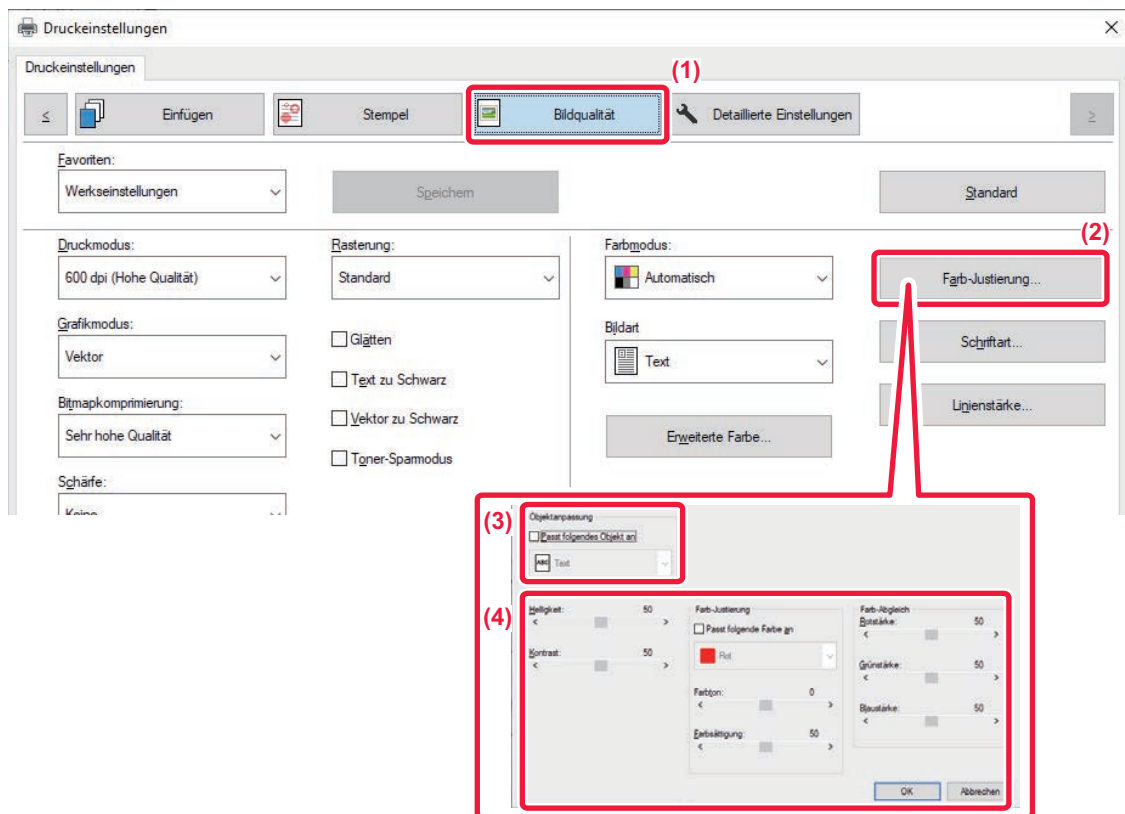 Druckeinstellungen
Druckeinstellungen
(1)
< Einfügen Stempel Bildqualität Detaillierte Einstellungen >
Favoriten:
Werkseinstellungen Speichern Standard
(2)
Druckmodus: Rasterung: Farbmodus:
600 dpi (Hohe Qualität) Standard Automatisch Farb-Justierung...
Grafikmodus: Bildart
Vektor Glätten Text Schriftart...
Text zu Schwarz
Bitmapkomprimierung: Linienstärke...
Sehr hohe Qualität Vektor zu Schwarz Erweiterte Farbe...
Toner-Sparmodus
Schärfe:
Keine
(3)
Objektanpassung
Passt folgendes Objekt an
ABC Text
(4)
Helligkeit: 50 Farb-Justierung Farb-Abgleich
< > Passt folgende Farbe an Rotstärke: 50
< >
Kontrast: 50 Rot
< > Grünstärke: 50
< >
Farbton: 0
< > Blaustärke: 50
< >
Farbsättigung: 50
< >
OK Abbrechen